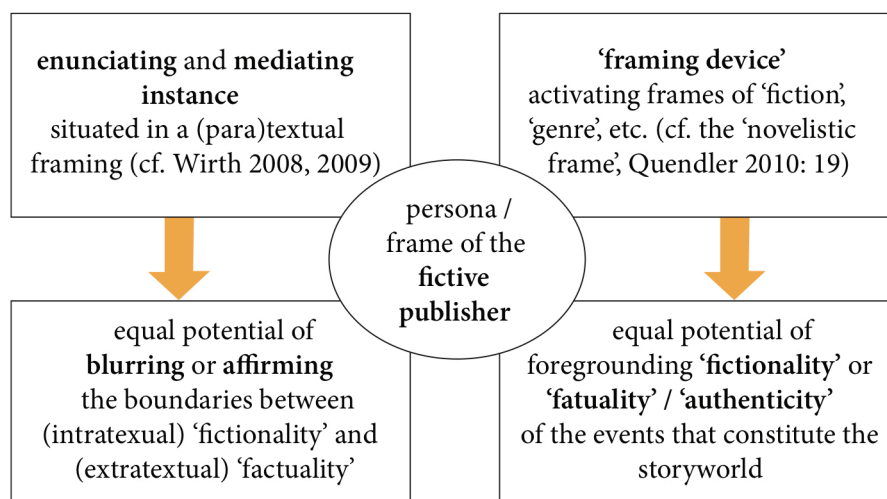 enunciating and mediating
instance
situated in a (para)textual
framing (cf. Wirth 2008, 2009)
‘framing device’
activating frames of ‘fiction’,
‘genre’, etc. (cf. the ‘novelistic
frame’, Quendler 2010: 19)
persona /
frame of the
fictive
publisher
equal potential of
blurring or affirming
the boundaries between
(intratexual) ‘fictionality’ and
(extratextual) ‘factuality’
equal potential of
foregrounding ‘fictionality’ or
‘fatuality’ / ‘authenticity’
of the events that constitute the
storyworld